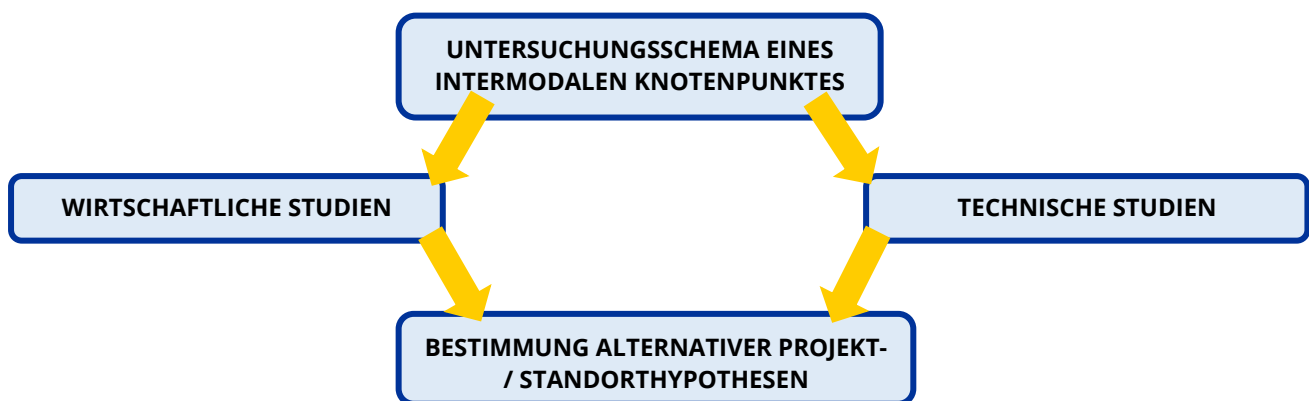 UNTERSUCHUNGSSCHEMA EINES
INTERMODALEN KNOTENPUNKTES
WIRTSCHAFTLICHE STUDIEN
TECHNISCHE STUDIEN
BESTIMMUNG ALTERNATIVER PROJEKT-
/ STANDORTHYPOTHESEN